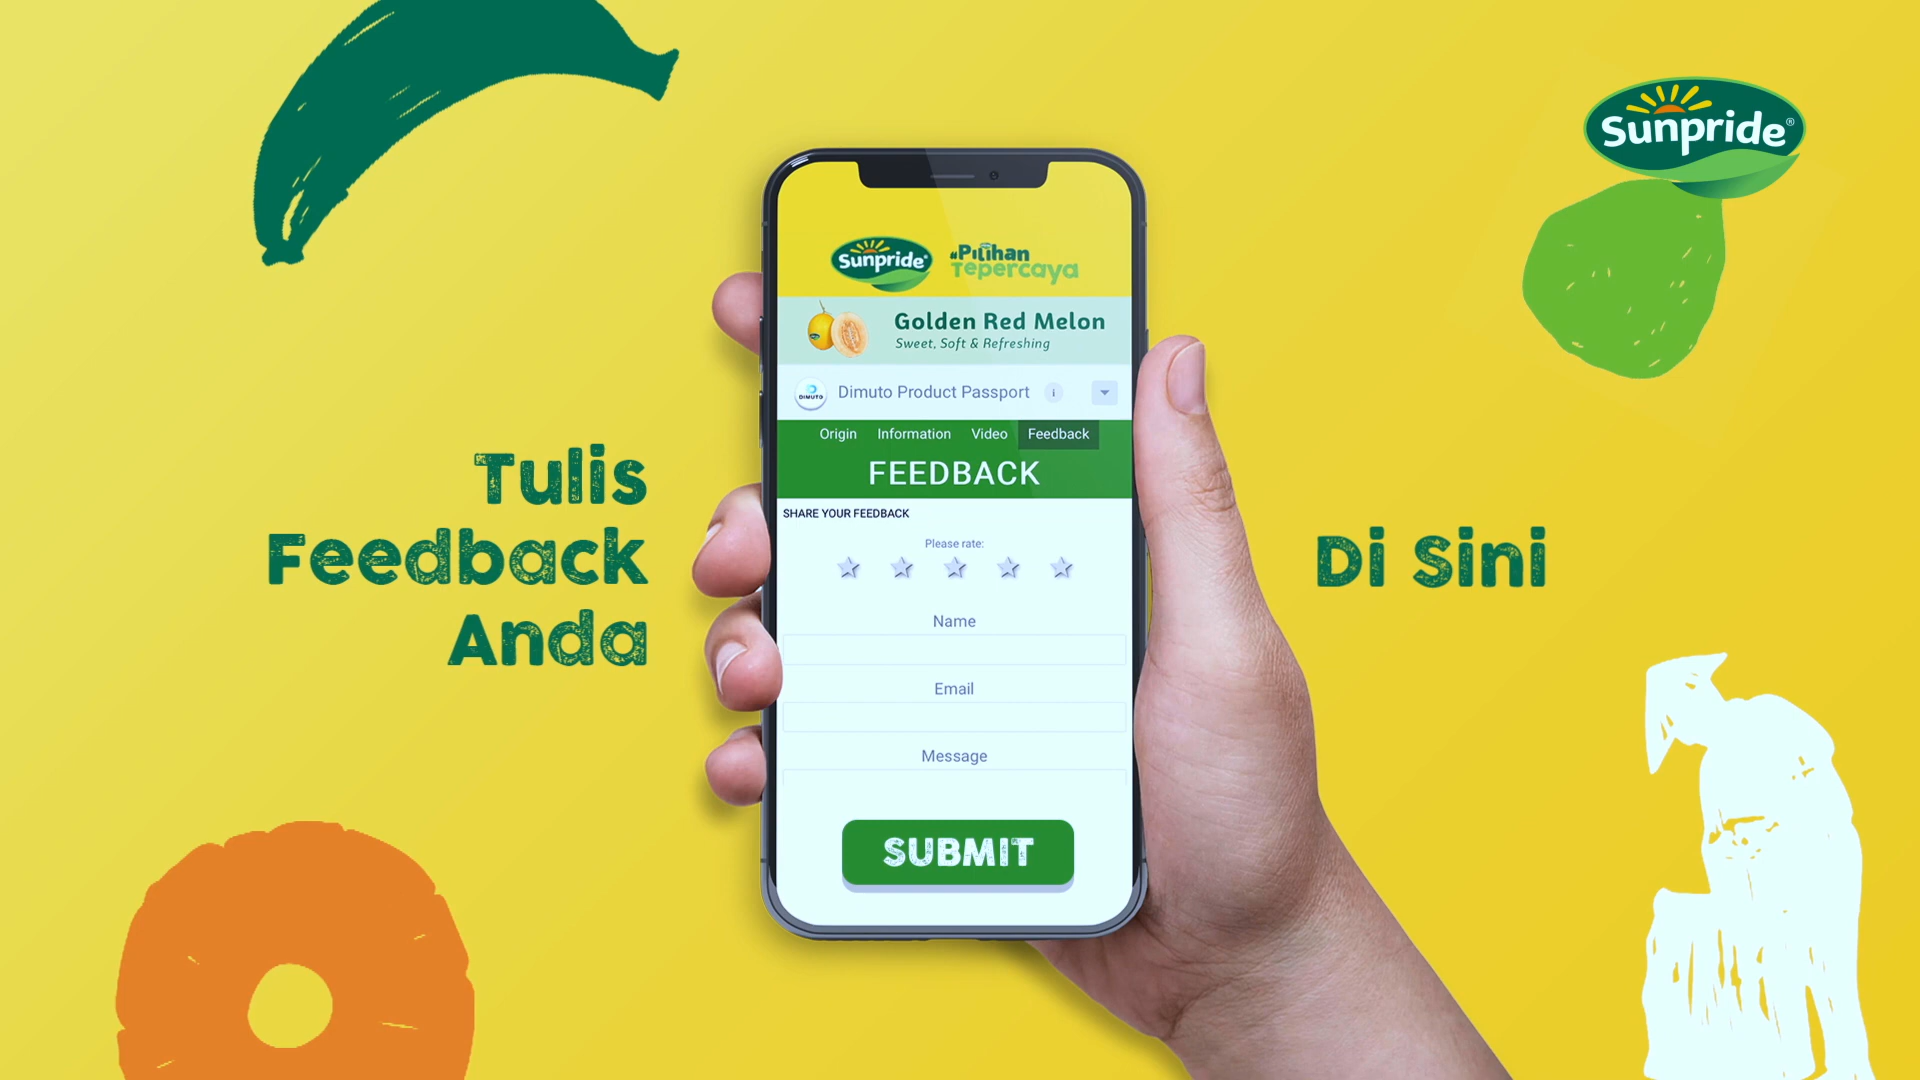 Sunpride®
Sunpride®
#Pilihan
Tepercaya
Golden Red Melon
Sweet, Soft & Refreshing
DIMUTO
Dimuto Product Passport
i
Origin Information Video Feedback
FEEDBACK
SHARE YOUR FEEDBACK
Please rate:
Name
Email
Message
SUBMIT
Tulis
Feedback
Anda
Di Sini